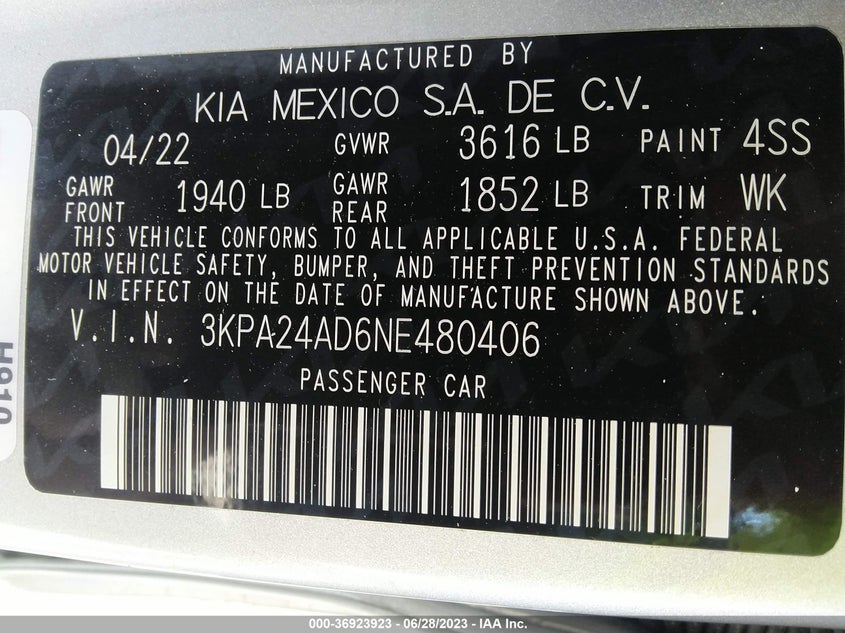 MANUFACTURED BY
KIA MEXICO S.A. DE C.V.
04/22 GVWR 3616 LB PAINT 4SS
GAWR FRONT 1940 LB GAWR REAR 1852 LB TRIM WK
THIS VEHICLE CONFORMS TO ALL APPLICABLE U.S.A. FEDERAL
MOTOR VEHICLE SAFETY, BUMPER, AND THEFT PREVENTION STANDARDS
IN EFFECT ON THE DATE OF MANUFACTURE SHOWN ABOVE.
V.I.N. 3KPA24AD6NE480406
PASSENGER CAR
H910
000-36923923 - 06/28/2023 - IAA Inc.